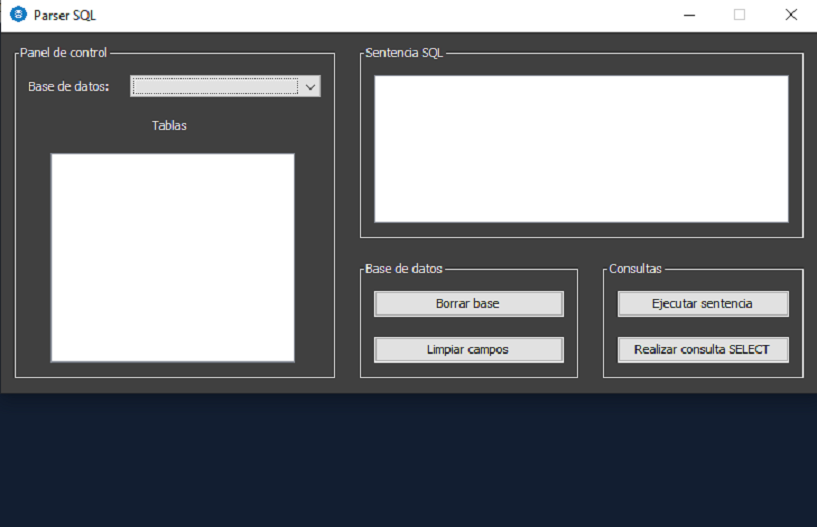 Parser SQL
Panel de control
Base de datos:
Tablas
Sentencia SQL
Base de datos
Borrar base
Limpiar campos
Consultas
Ejecutar sentencia
Realizar consulta SELECT